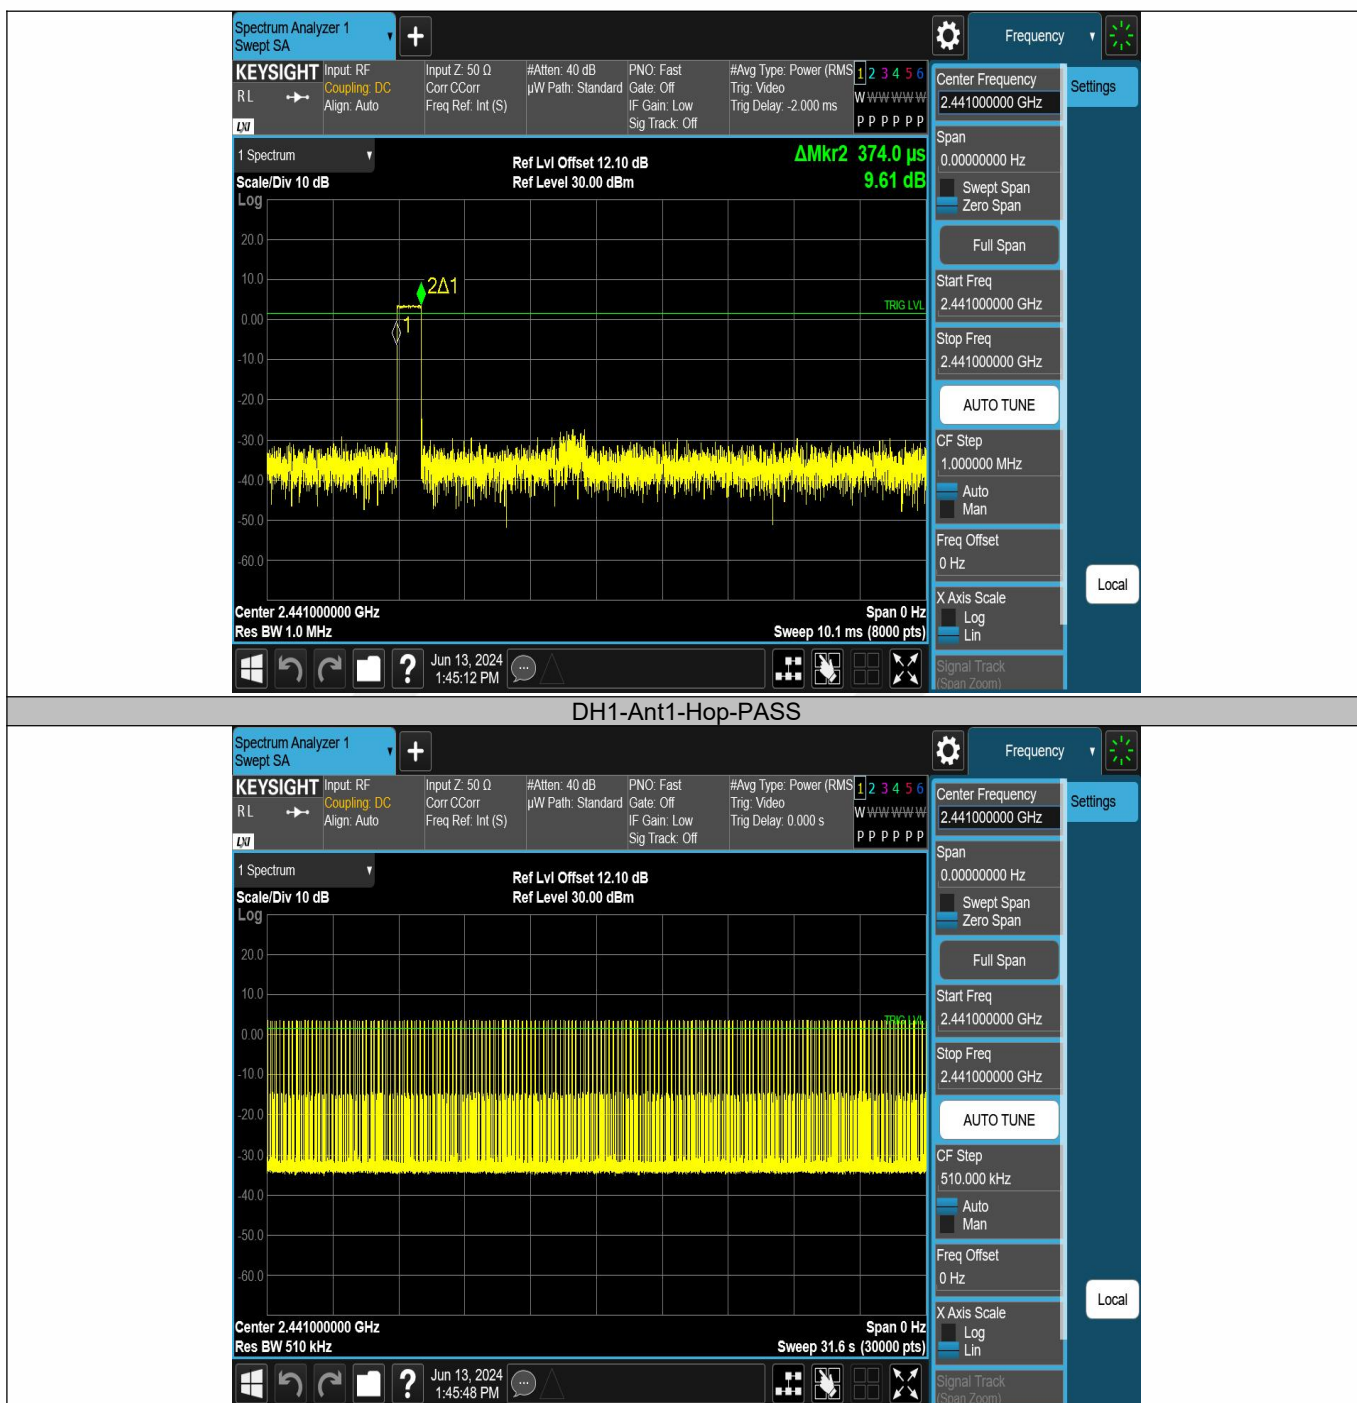 Spectrum Analyzer 1
Swept SA
+
Frequency
KEYSIGHT
R L
LXI
Input: RF
Coupling: DC
Align: Auto
Input Z: 50 Ω
Corr CCorr
Freq Ref: Int (S)
#Atten: 40 dB
µW Path: Standard
PNO: Fast
Gate: Off
IF Gain: Low
Sig Track: Off
#Avg Type: Power (RMS
Trig: Video
Trig Delay: -2.000 ms
1 2 3 4 5 6
W W W W W W
P P P P P P
1 Spectrum
Scale/Div 10 dB
Log
Ref Lvl Offset 12.10 dB
Ref Level 30.00 dBm
ΔMkr2 374.0 µs
9.61 dB
20.0
10.0
0.00
-10.0
-20.0
-30.0
-40.0
-50.0
-60.0
2Δ1
1
TRIG LVL
Center 2.441000000 GHz
Res BW 1.0 MHz
Span 0 Hz
Sweep 10.1 ms (8000 pts)
Jun 13, 2024
1:45:12 PM
Center Frequency
2.441000000 GHz
Settings
Span
0.00000000 Hz
Swept Span
Zero Span
Full Span
Start Freq
2.441000000 GHz
Stop Freq
2.441000000 GHz
AUTO TUNE
CF Step
1.000000 MHz
Auto
Man
Freq Offset
0 Hz
Local
X Axis Scale
Log
Lin
Signal Track
(Span Zoom)
DH1-Ant1-Hop-PASS
Spectrum Analyzer 1
Swept SA
+
Frequency
KEYSIGHT
R L
LXI
Input: RF
Coupling: DC
Align: Auto
Input Z: 50 Ω
Corr CCorr
Freq Ref: Int (S)
#Atten: 40 dB
µW Path: Standard
PNO: Fast
Gate: Off
IF Gain: Low
Sig Track: Off
#Avg Type: Power (RMS
Trig: Video
Trig Delay: 0.000 s
1 2 3 4 5 6
W W W W W W
P P P P P P
1 Spectrum
Scale/Div 10 dB
Log
Ref Lvl Offset 12.10 dB
Ref Level 30.00 dBm
20.0
10.0
0.00
-10.0
-20.0
-30.0
-40.0
-50.0
-60.0
TRIG LVL
Center 2.441000000 GHz
Res BW 510 kHz
Span 0 Hz
Sweep 31.6 s (30000 pts)
Jun 13, 2024
1:45:48 PM
Center Frequency
2.441000000 GHz
Settings
Span
0.00000000 Hz
Swept Span
Zero Span
Full Span
Start Freq
2.441000000 GHz
Stop Freq
2.441000000 GHz
AUTO TUNE
CF Step
510.000 kHz
Auto
Man
Freq Offset
0 Hz
Local
X Axis Scale
Log
Lin
Signal Track
(Span Zoom)